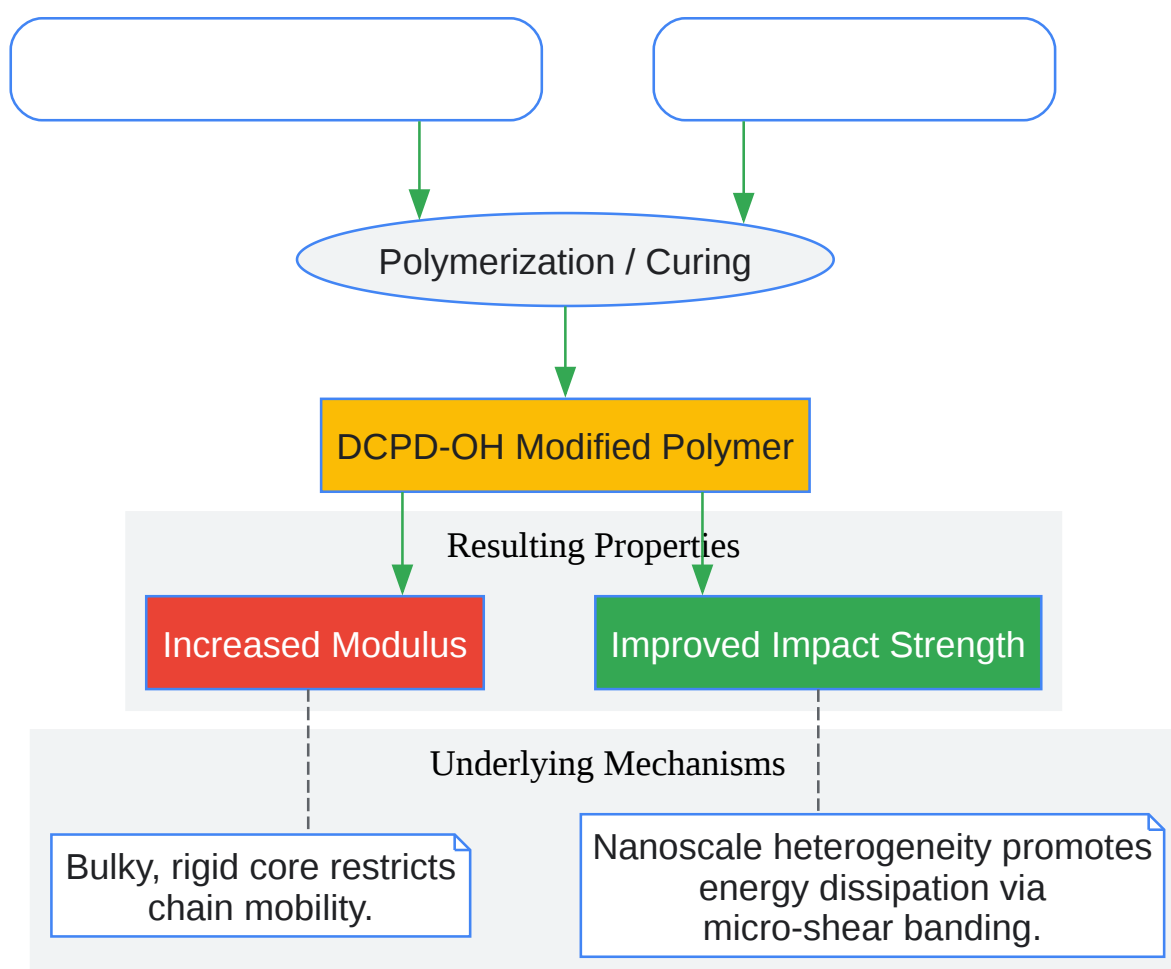 Polymerization / Curing
DCPD-OH Modified Polymer
Resulting Properties
Increased Modulus
Improved Impact Strength
Underlying Mechanisms
Bulky, rigid core restricts
chain mobility.
Nanoscale heterogeneity promotes
energy dissipation via
micro-shear banding.